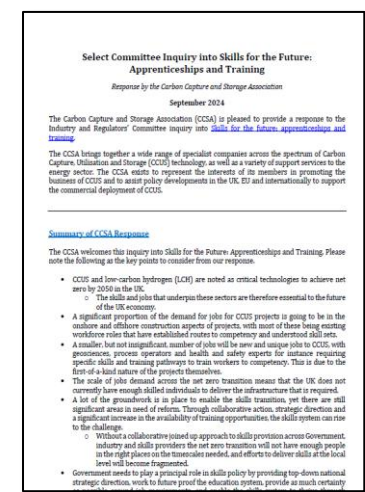 Select Committee Inquiry into Skills for the Future:
Apprenticeships and Training
Response by the Carbon Capture and Storage Association
September 2024
The Carbon Capture and Storage Association (CCSA) is pleased to provide a response to the
Industry and Regulators' Committee inquiry into Skills for the future: apprenticeships and
training.
The CCSA brings together a wide range of specialist companies across the spectrum of Carbon
Capture, Utilisation and Storage (CCUS) technology, as well as a variety of support services to the
energy sector. The CCSA exists to represent the interests of its members in promoting the
business of CCUS and to assist policy developments in the UK, EU and internationally to support
the commercial deployment of CCUS.
Summary of CCSA Response
The CCSA welcomes this inquiry into Skills for the Future: Apprenticeships and Training. Please
note the following as the key points to consider from our response.
• CCUS and low-carbon hydrogen (LCH) are noted as critical technologies to achieve net
zero by 2050 in the UK.
o The skills and jobs that underpin these sectors are therefore essential to the future
of the UK economy.
• A significant proportion of the demand for jobs for CCUS projects is going to be in the
onshore and offshore construction aspects of projects, with most of these being existing
workforce roles that have established routes to competency and understood skill sets.
• A smaller, but not insignificant, number of jobs will be new and unique jobs to CCUS, with
geosciences, process operators and health and safety experts for instance requiring
specific skills and training pathways to train workers to competency. This is due to the
first-of-a-kind nature of the projects themselves.
• The scale of jobs demand across the net zero transition means that the UK does not
currently have enough skilled individuals to deliver the infrastructure that is required.
• A lot of the groundwork is in place to enable the skills transition, yet there are still
significant areas in need of reform. Through collaborative action, strategic direction and
a significant increase in the availability of training opportunities, the skills system can rise
to the challenge.
o Without a collaborative joined up approach to skills provision across Government,
industry and skills providers the net zero transition will not have enough people
in the right places on the timescales needed, and efforts to deliver skills at the local
level will become fragmented.
• Government needs to play a principal role in skills policy by providing top-down national
strategic direction, work to future proof the education system, provide as much certainty